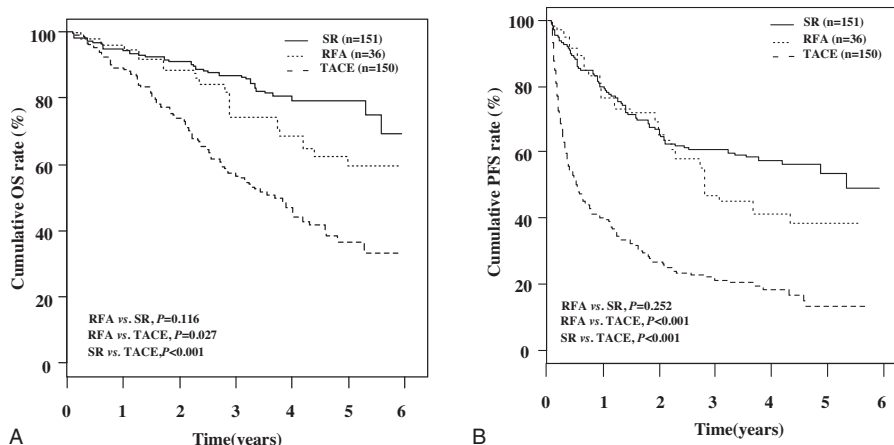 SR (n=151)
RFA (n=36)
TACE (n=150)
Cumulative OS rate (%)
100
80
60
40
20
0
RFA vs. SR, P=0.116
RFA vs. TACE, P=0.027
SR vs. TACE,P<0.001
0 1 2 3 4 5 6
Time(years)
A
SR (n=151)
RFA (n=36)
TACE (n=150)
Cumulative PFS rate (%)
100
80
60
40
20
0
RFA vs. SR, P=0.252
RFA vs. TACE, P<0.001
SR vs. TACE, P<0.001
0 1 2 3 4 5 6
Time(years)
B